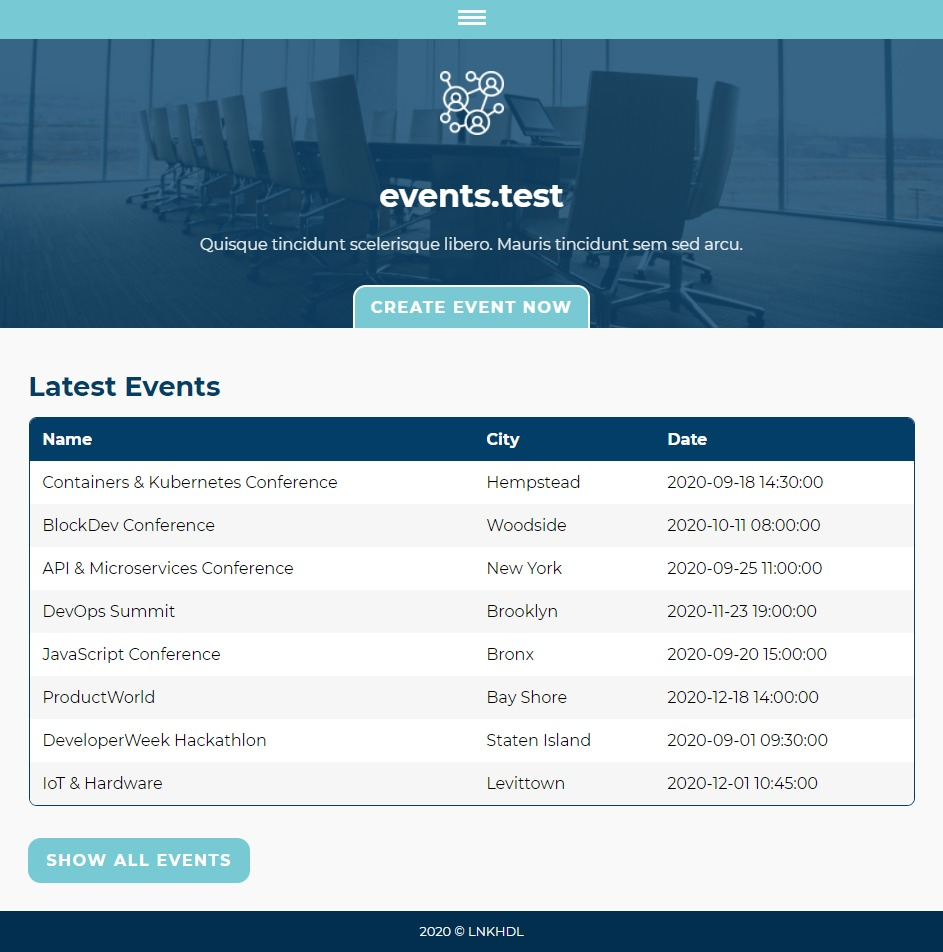 events.test
Quisque tincidunt scelerisque libero. Mauris tincidunt sem sed arcu.
CREATE EVENT NOW
Latest Events
Name City Date
Containers & Kubernetes Conference Hempstead 2020-09-18 14:30:00
BlockDev Conference Woodside 2020-10-11 08:00:00
API & Microservices Conference New York 2020-09-25 11:00:00
DevOps Summit Brooklyn 2020-11-23 19:00:00
JavaScript Conference Bronx 2020-09-20 15:00:00
ProductWorld Bay Shore 2020-12-18 14:00:00
DeveloperWeek Hackathlon Staten Island 2020-09-01 09:30:00
IoT & Hardware Levittown 2020-12-01 10:45:00
SHOW ALL EVENTS
2020 © LNKHDL